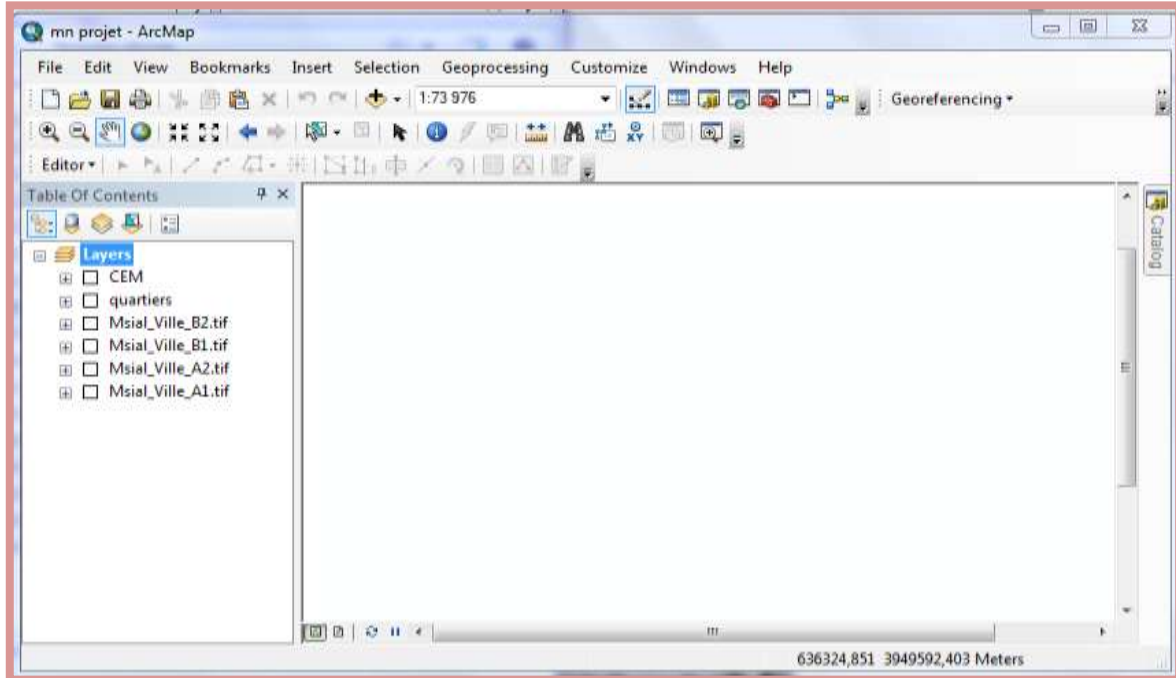 mn projet - ArcMap
File Edit View Bookmarks Insert Selection Geoprocessing Customize Windows Help
1:73 976 Georeferencing
Editor
Table Of Contents
Layers
CEM
quartiers
Msial_Ville_B2.tif
Msial_Ville_B1.tif
Msial_Ville_A2.tif
Msial_Ville_A1.tif
Catalog
636324,851 3949592,403 Meters